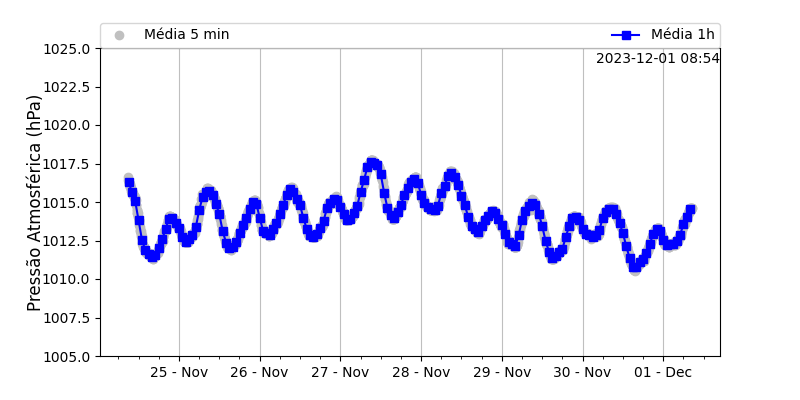 Média 5 min
Média 1h
2023-12-01 08:54
Pressão Atmosférica (hPa)
1025.0
1022.5
1020.0
1017.5
1015.0
1012.5
1010.0
1007.5
1005.0
25 - Nov
26 - Nov
27 - Nov
28 - Nov
29 - Nov
30 - Nov
01 - Dec